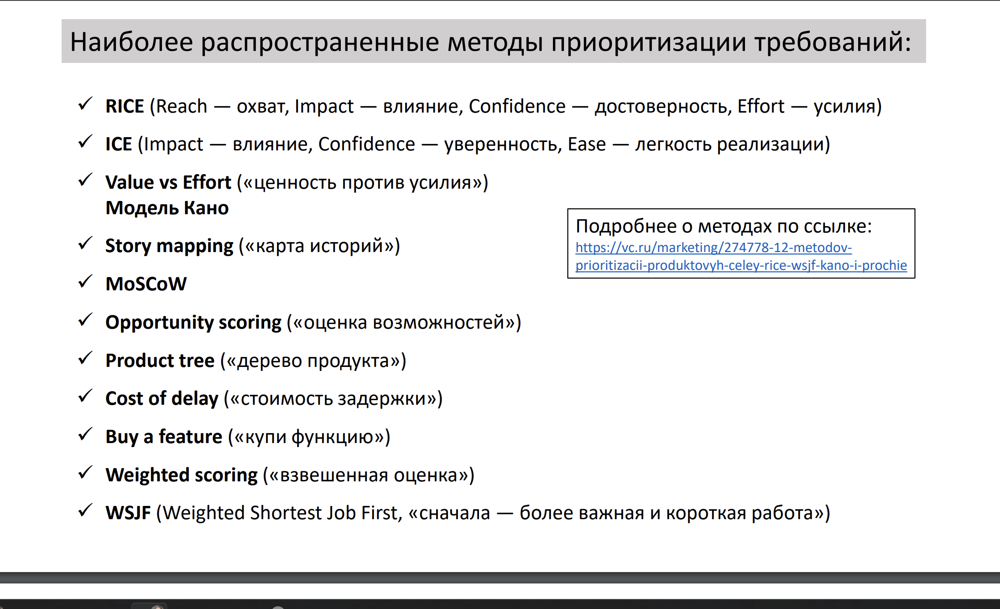 Наиболее распространенные методы приоритизации требований:
✓ RICE (Reach — охват, Impact — влияние, Confidence — достоверность, Effort — усилия)
✓ ICE (Impact — влияние, Confidence — уверенность, Ease — легкость реализации)
✓ Value vs Effort («ценность против усилия»)
Модель Кано
✓ Story mapping («карта историй»)
✓ MoSCoW
✓ Opportunity scoring («оценка возможностей»)
✓ Product tree («дерево продукта»)
✓ Cost of delay («стоимость задержки»)
✓ Buy a feature («купи функцию»)
✓ Weighted scoring («взвешенная оценка»)
✓ WSJF (Weighted Shortest Job First, «сначала — более важная и короткая работа»)
Подробнее о методах по ссылке:
https://vc.ru/marketing/274778-12-metodov-
prioritizacii-produktovyh-celey-rice-wsjf-kano-i-prochie